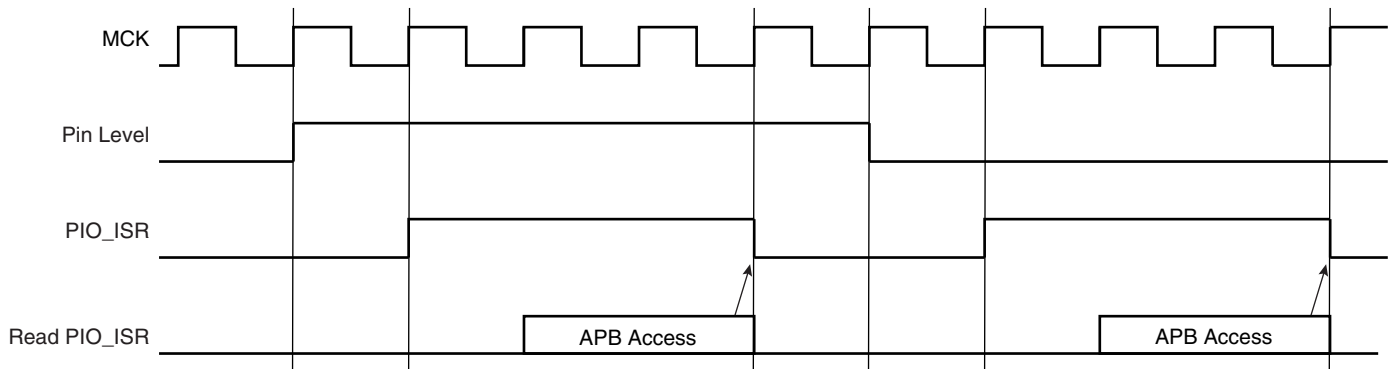 MCK
Pin Level
PIO_ISR
Read PIO_ISR
APB Access
APB Access